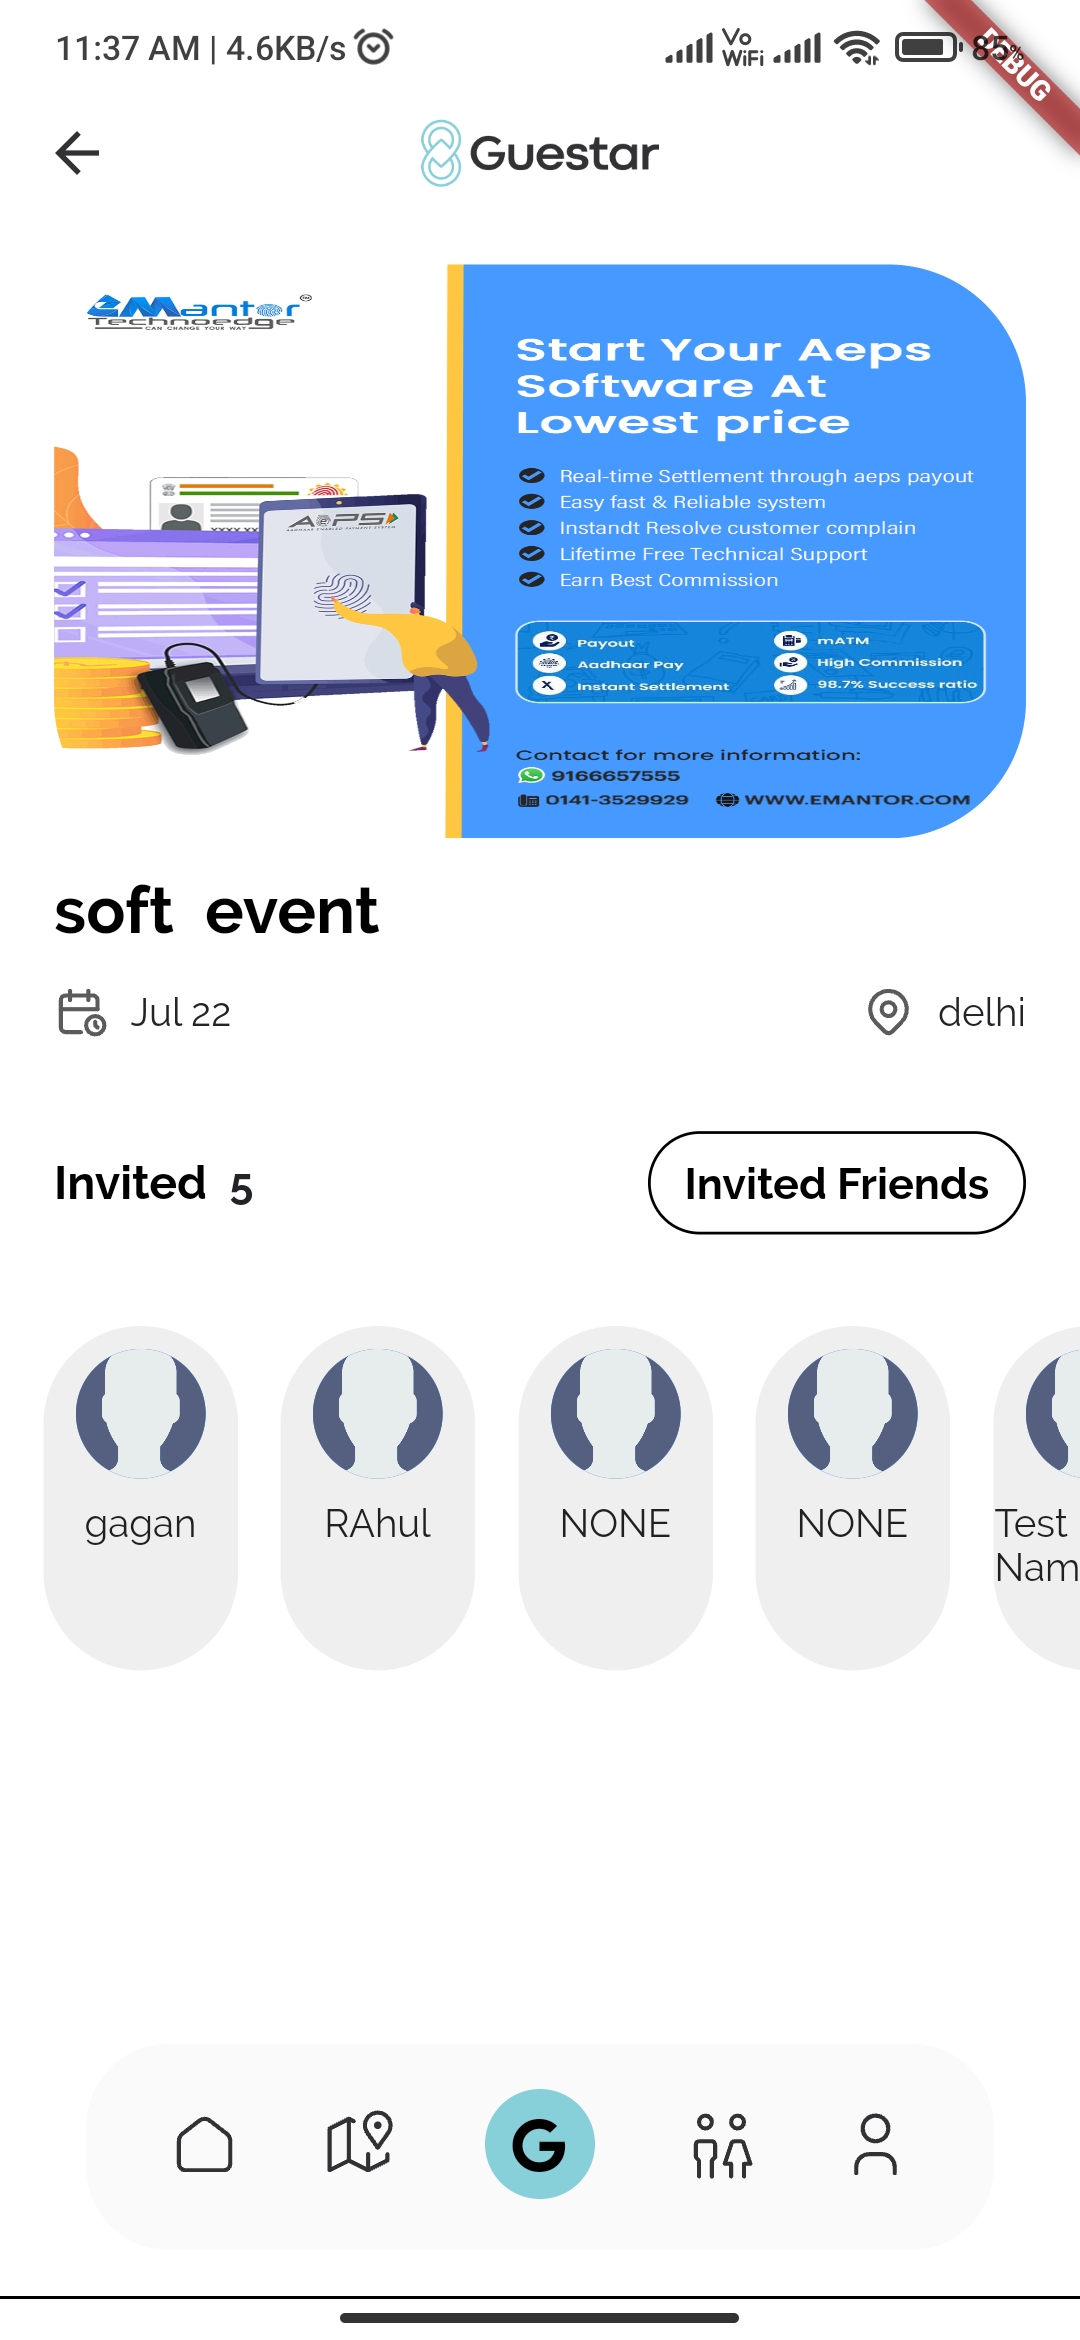 11:37 AM | 4.6KB/s
Vo
WiFi
85%
DEBUG
Guestar
eMantor
Technoedge
CAN CHANGE YOUR WAY
Start Your Aeps
Software At
Lowest price
Real-time Settlement through aeps payout
Easy fast & Reliable system
Instandt Resolve customer complain
Lifetime Free Technical Support
Earn Best Commission
AePS
AADHAAR ENABLED PAYMENT SYSTEM
Payout
mATM
Aadhaar Pay
High Commission
Instant Settlement
98.7% Success ratio
Contact for more information:
9166657555
0141-3529929 WWW.EMANTOR.COM
soft event
Jul 22
delhi
Invited 5
Invited Friends
gagan
RAhul
NONE
NONE
Test
Nam
G